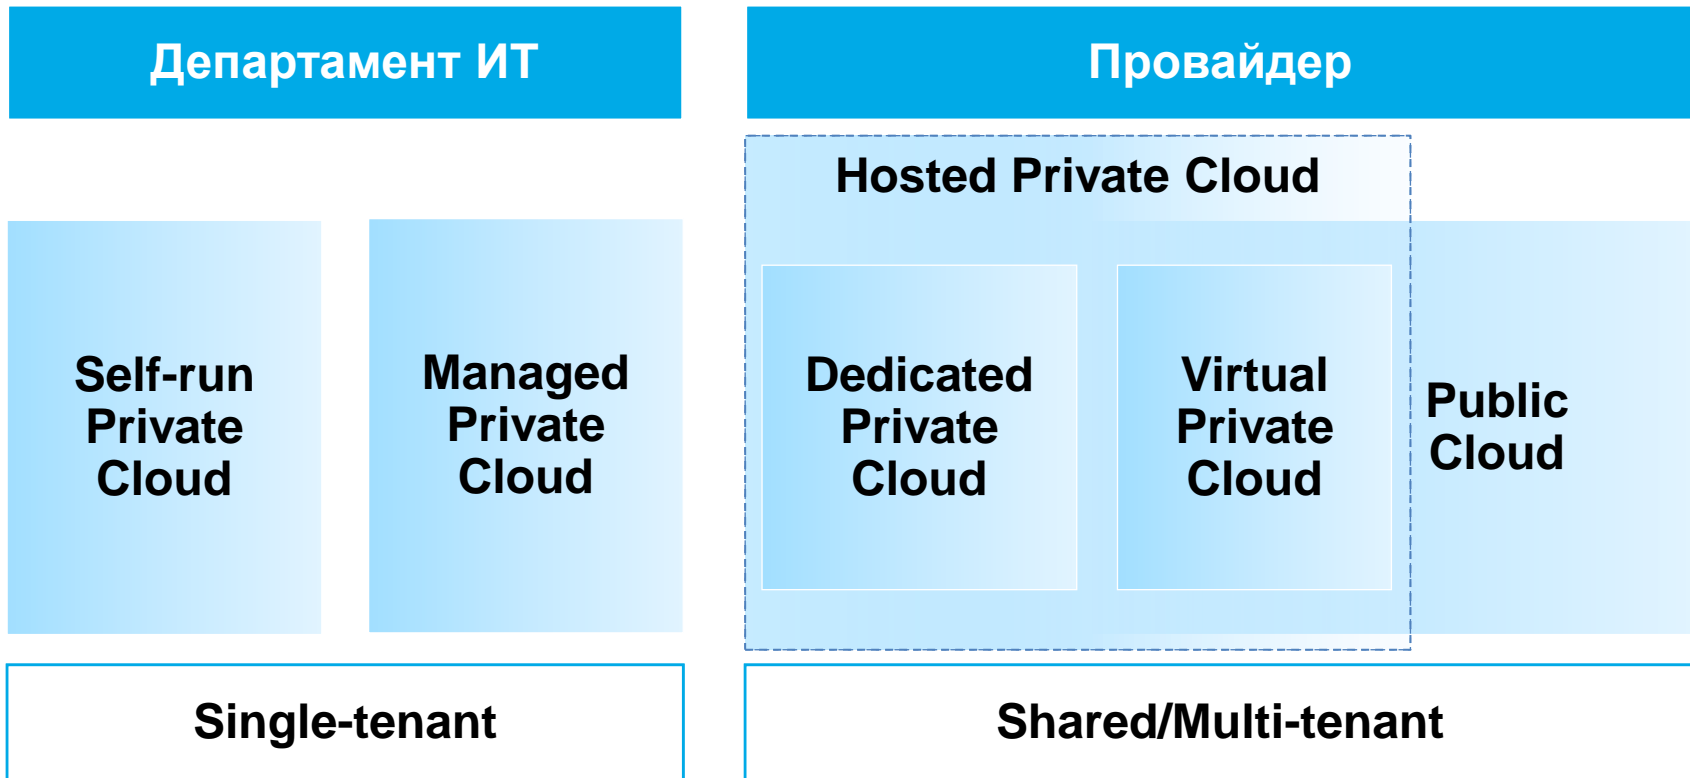 Департамент ИТ
Провайдер
Hosted Private Cloud
Self-run
Private
Cloud
Managed
Private
Cloud
Dedicated
Private
Cloud
Virtual
Private
Cloud
Public
Cloud
Single-tenant
Shared/Multi-tenant